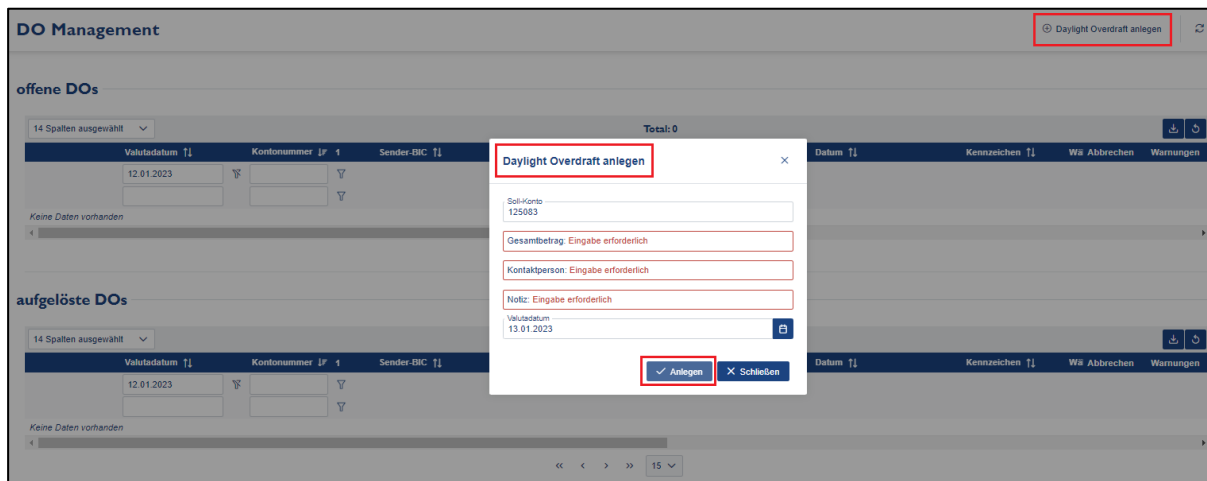 DO Management
Daylight Overdraft anlegen
offene DOs
14 Spalten ausgewählt
Total: 0
Valutadatum Kontonummer 1 Sender-BIC Datum Kennzeichen Wä Abbrechen Warnungen
12.01.2023
Keine Daten vorhanden
Daylight Overdraft anlegen
Soll-Konto
125083
Gesamtbetrag: Eingabe erforderlich
Kontaktperson: Eingabe erforderlich
Notiz: Eingabe erforderlich
Valutadatum
13.01.2023
Anlegen Schließen
aufgelöste DOs
14 Spalten ausgewählt
Valutadatum Kontonummer 1 Sender-BIC Datum Kennzeichen Wä Abbrechen Warnungen
12.01.2023
Keine Daten vorhanden
15